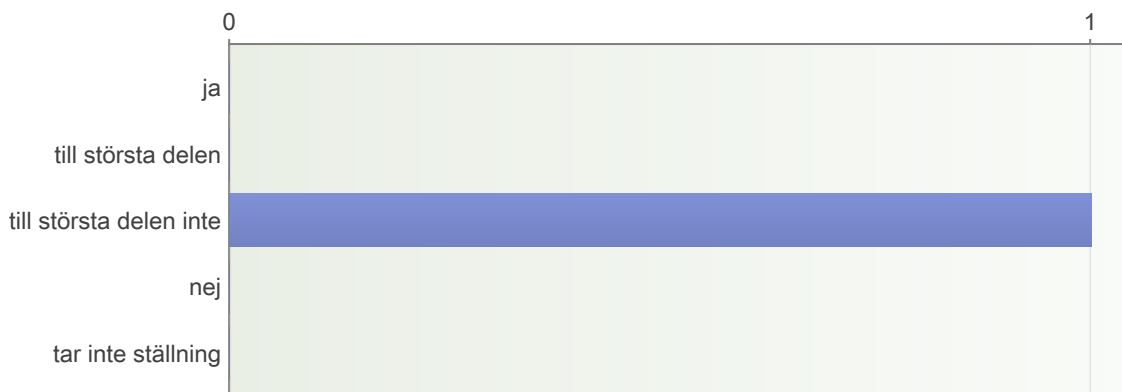 0 1
ja
till största delen
till största delen inte
nej
tar inte ställning